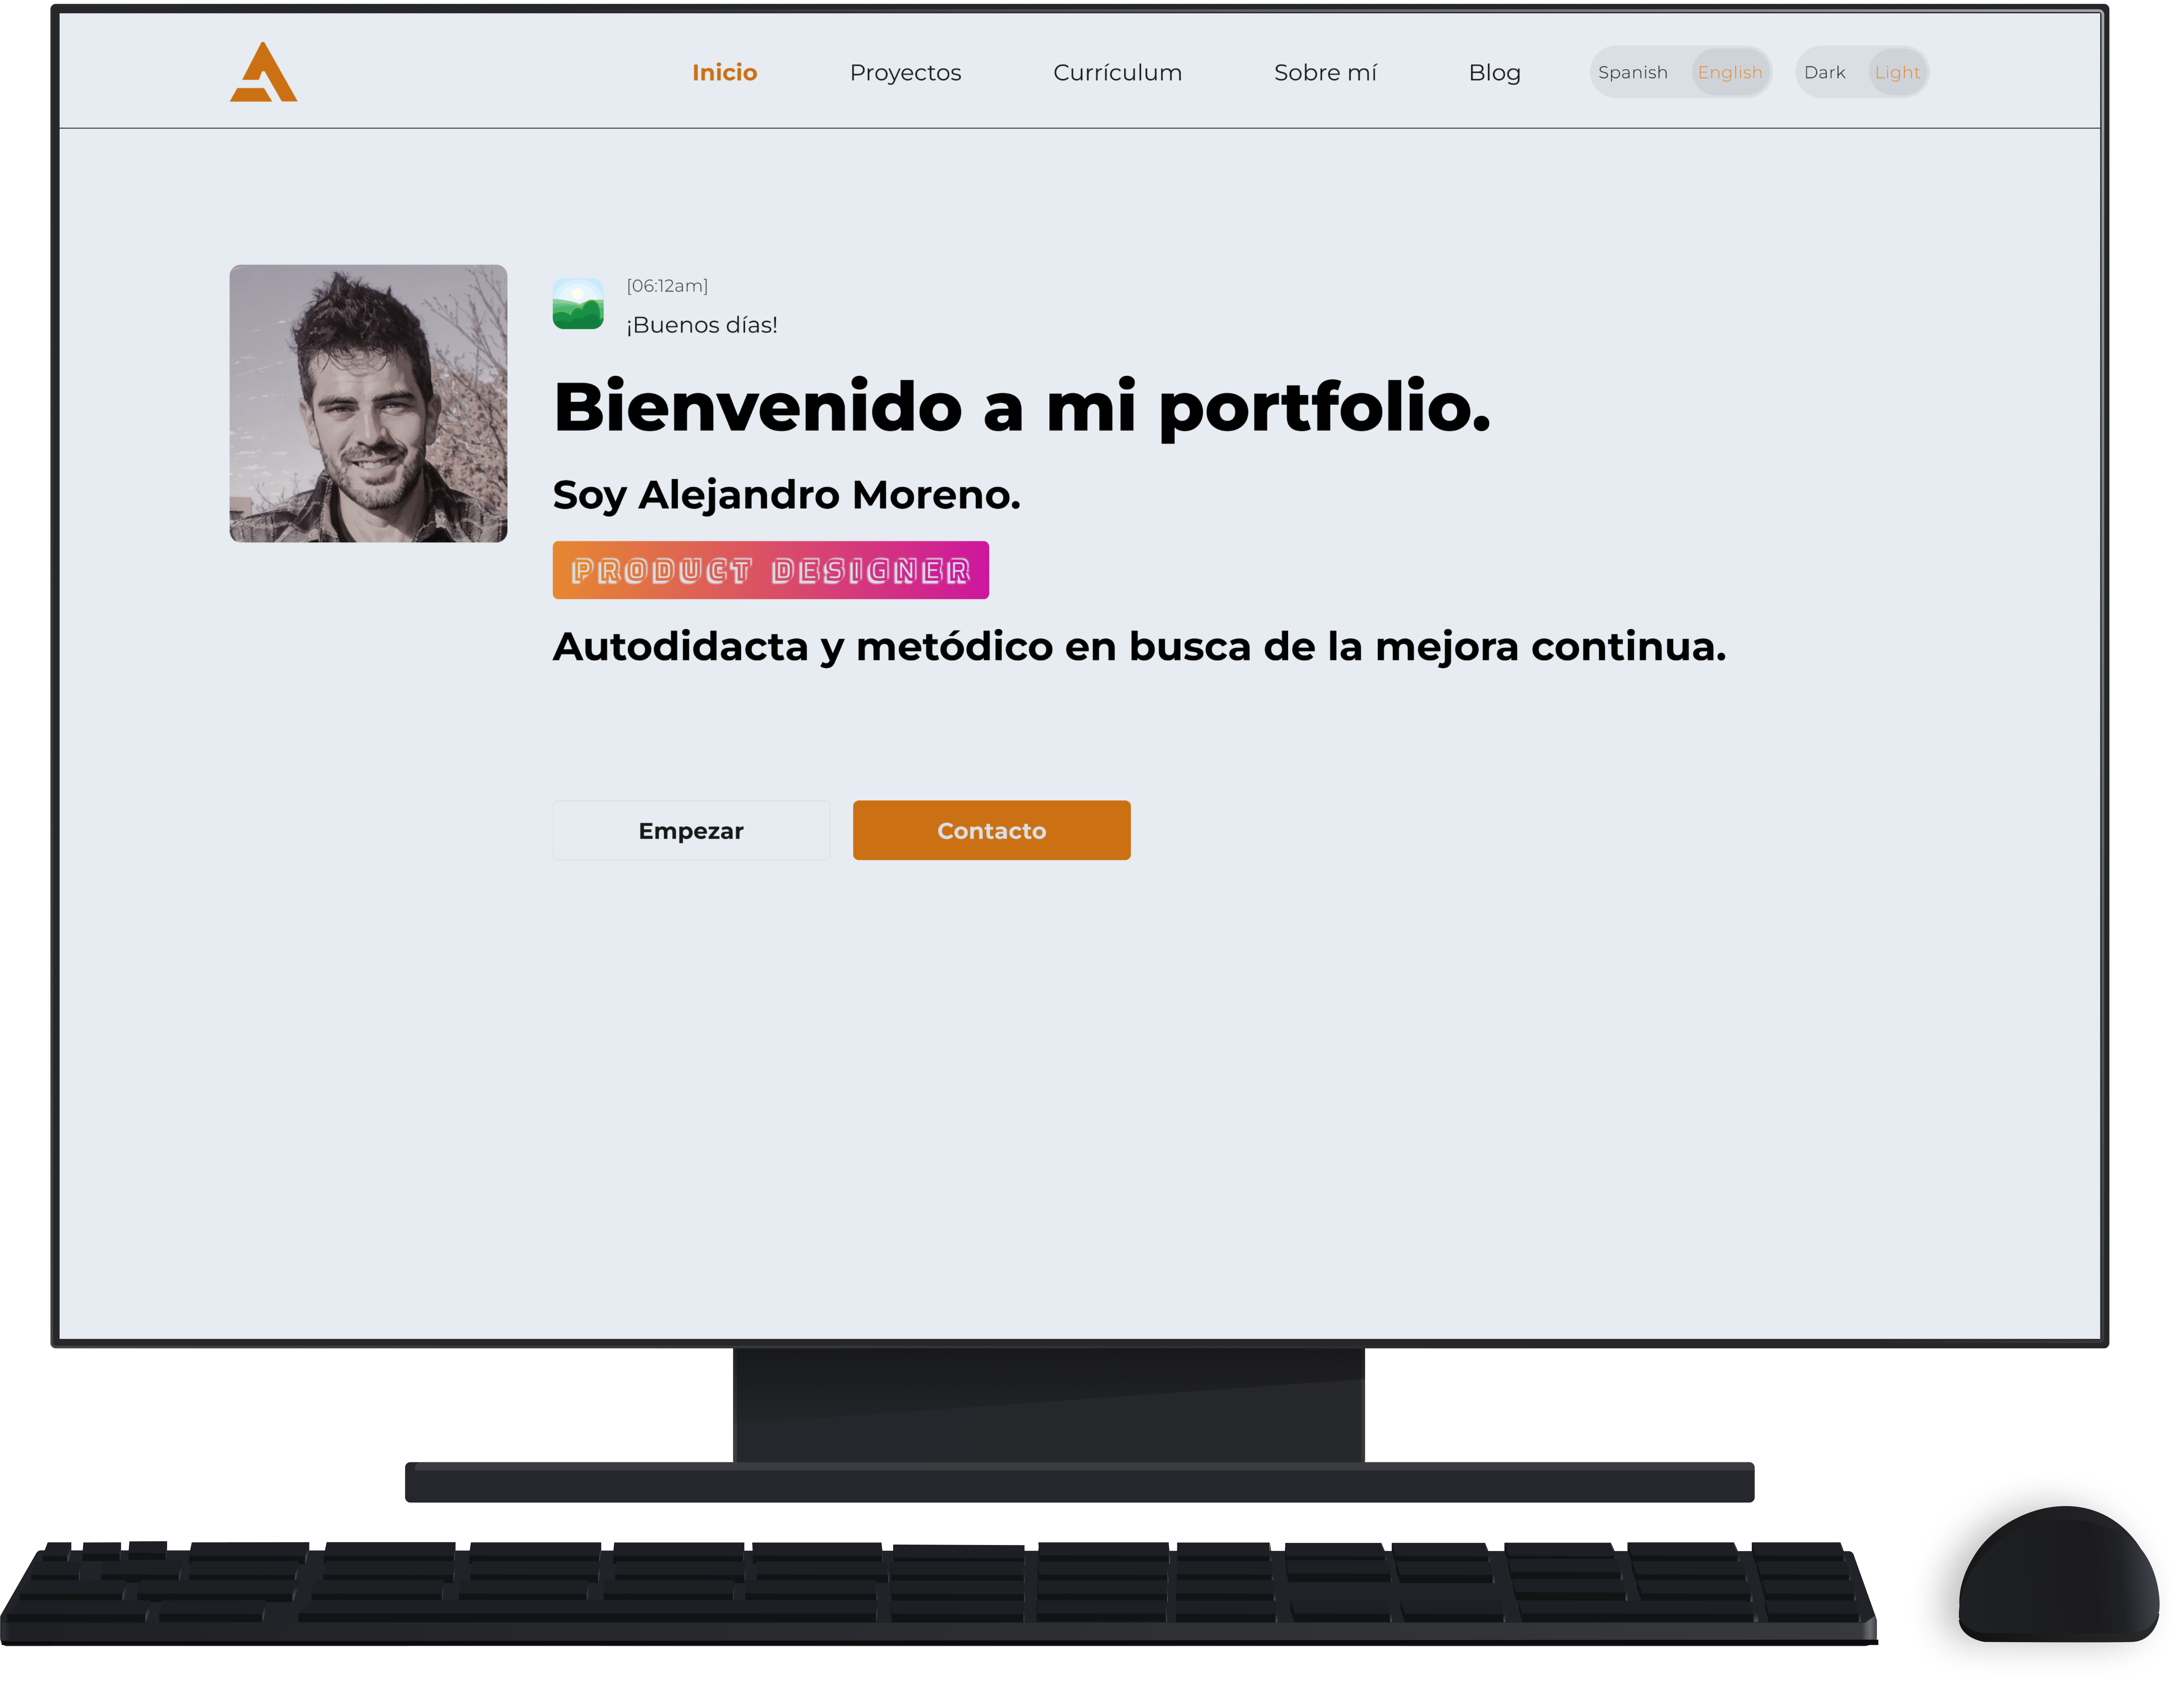 Inicio Proyectos Currículum Sobre mí Blog Spanish English Dark Light
[06:12am]
¡Buenos días!
Bienvenido a mi portfolio.
Soy Alejandro Moreno.
PRODUCT DESIGNER
Autodidacta y metódico en busca de la mejora continua.
Empezar Contacto